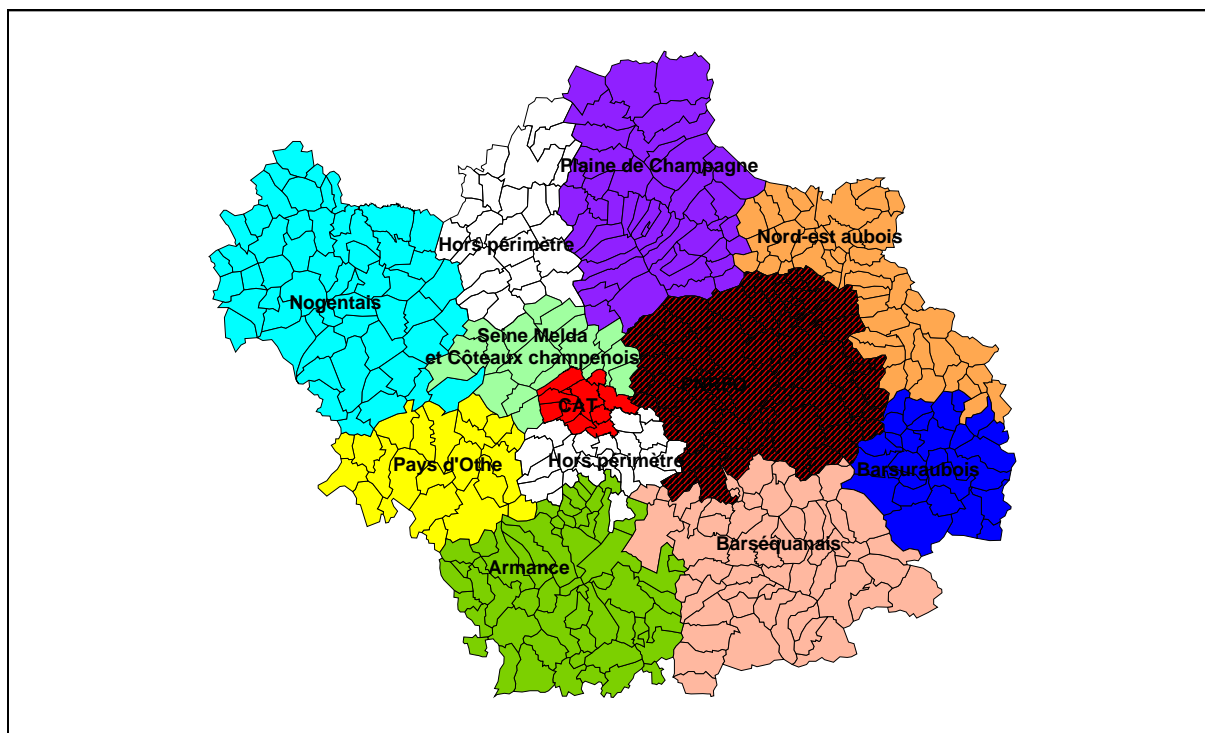 Plaine de Champagne
Nord-est aubois
Hors périmètre
Nogentais
Seine Melda
et Côteaux champenois
CAT
Pays d'Othe
Hors périmètre
Barsuraubois
Barséquanais
Armance